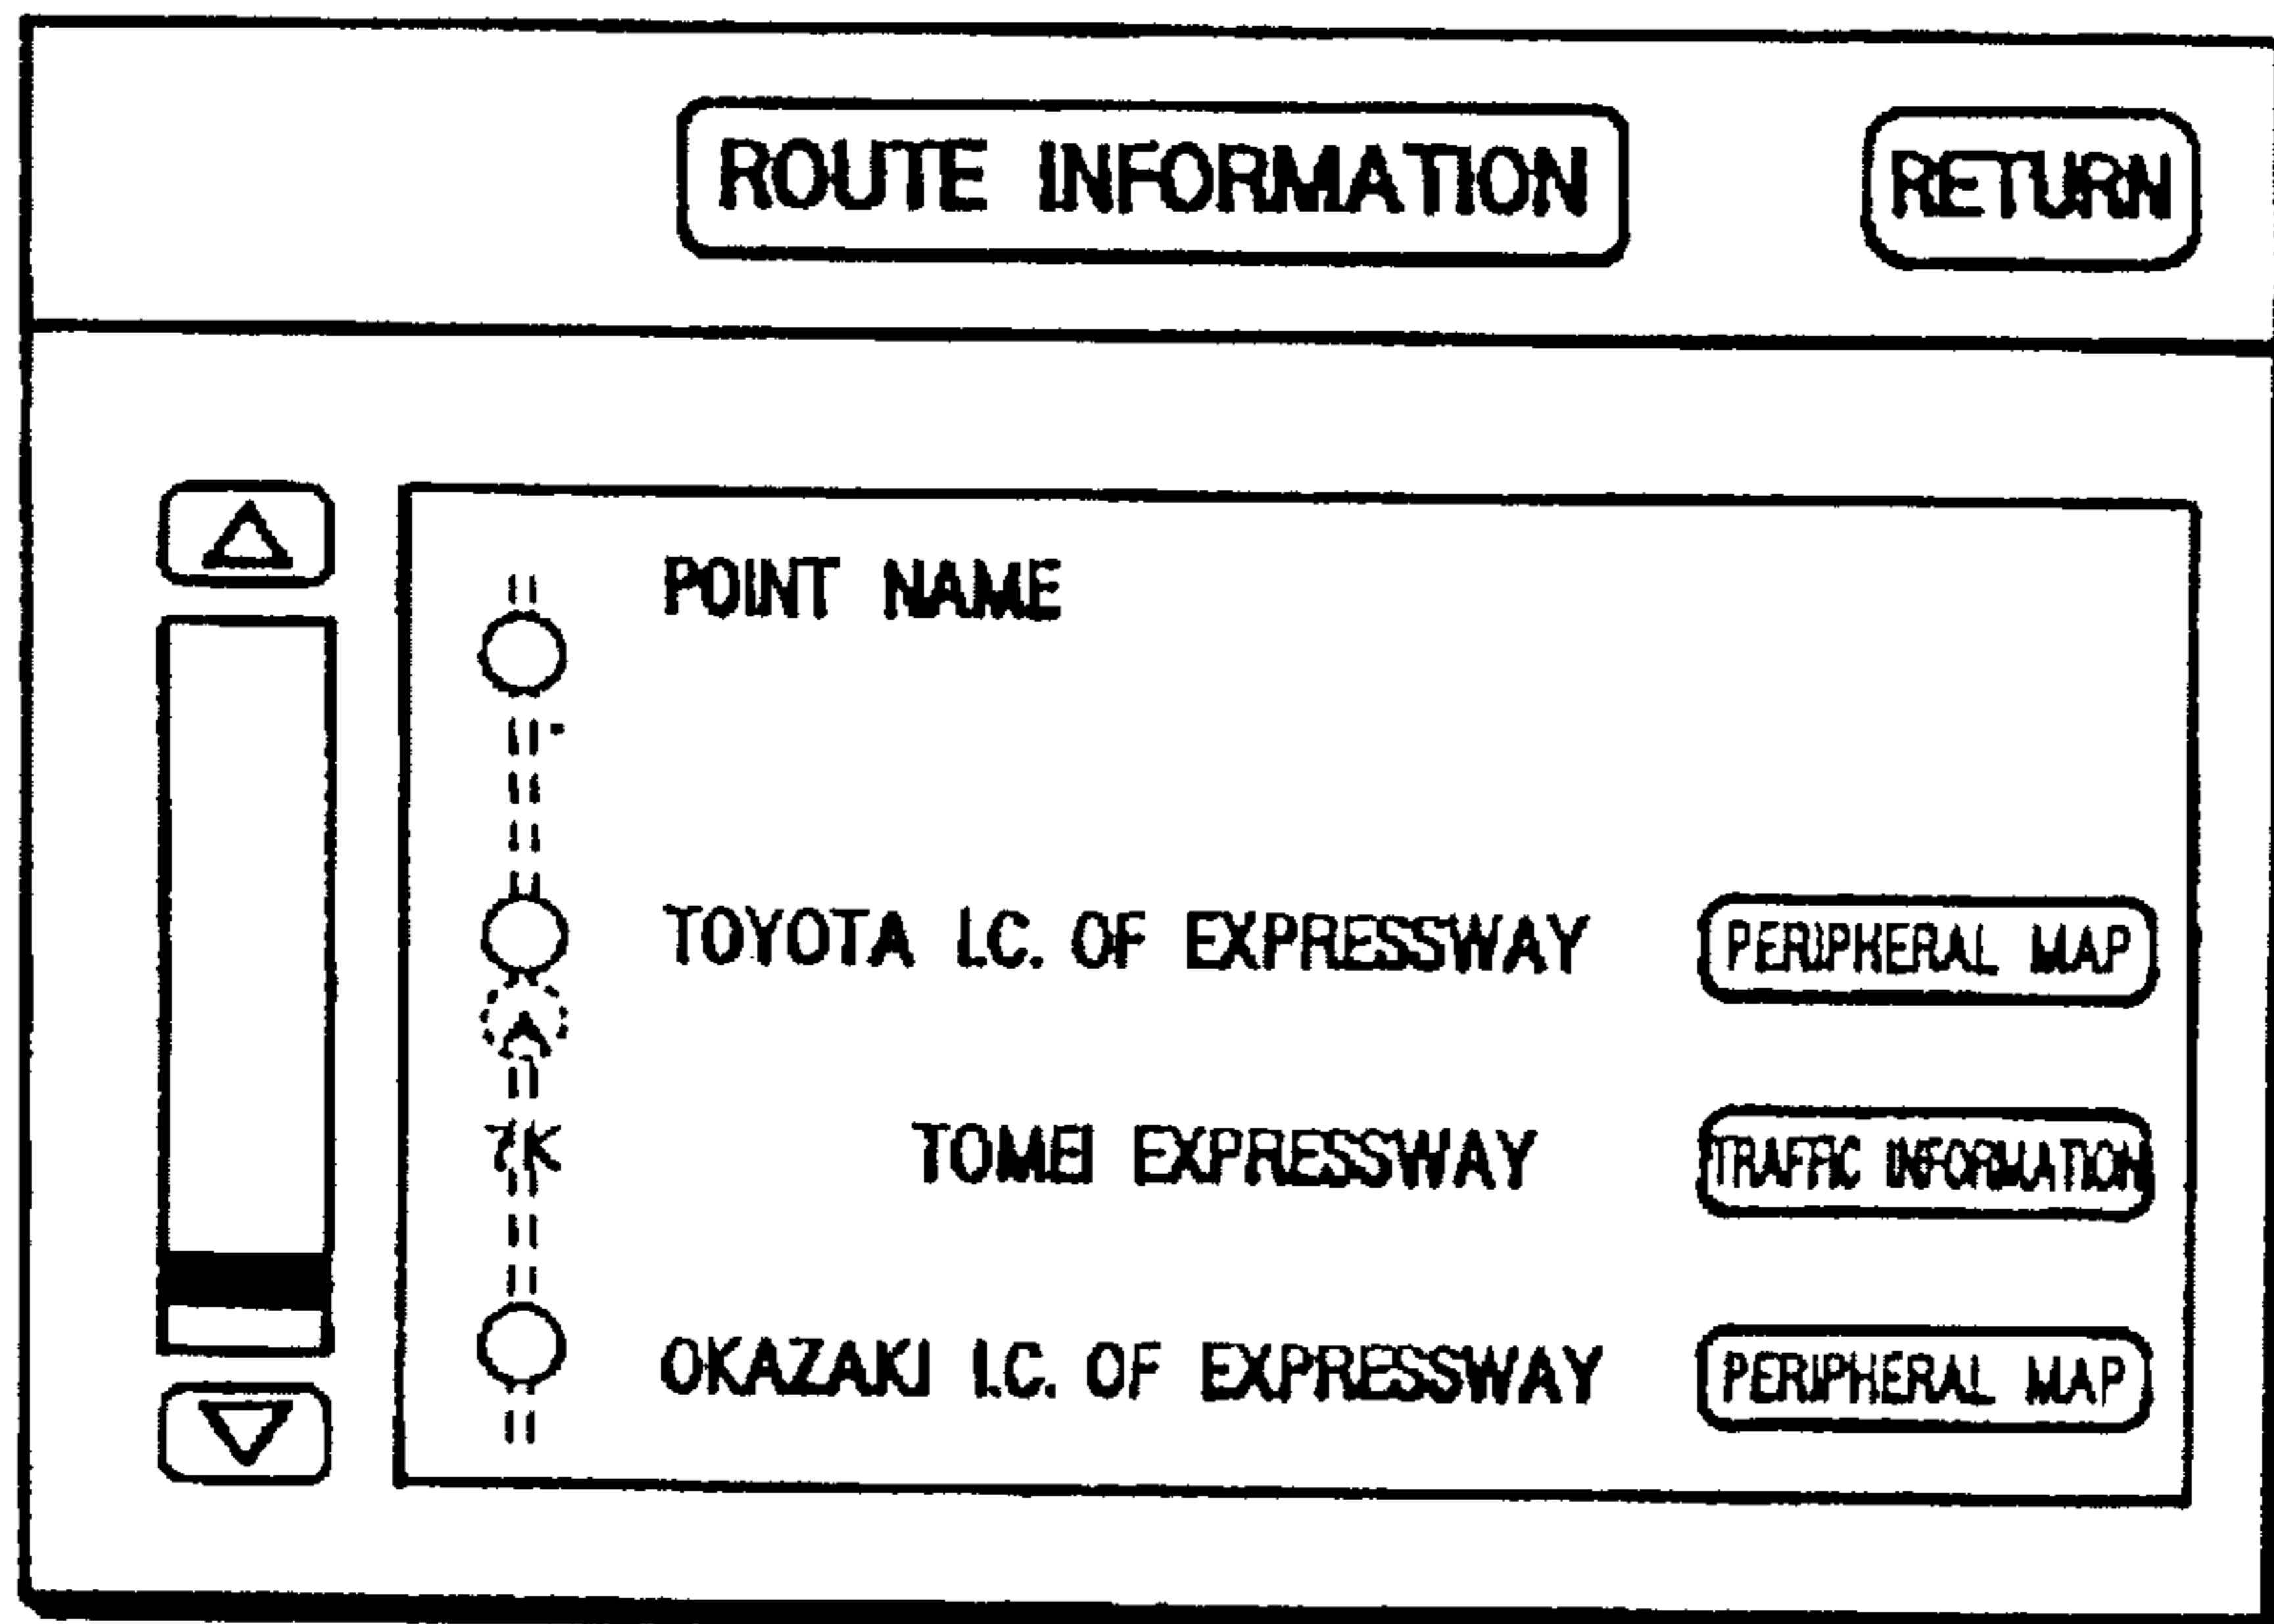 ROUTE INFORMATION RETURN
POINT NAME
TOYOTA I.C. OF EXPRESSWAY PERIPHERAL MAP
7K TOMEI EXPRESSWAY TRAFFIC INFORMATION
OKAZAKI I.C. OF EXPRESSWAY PERIPHERAL MAP